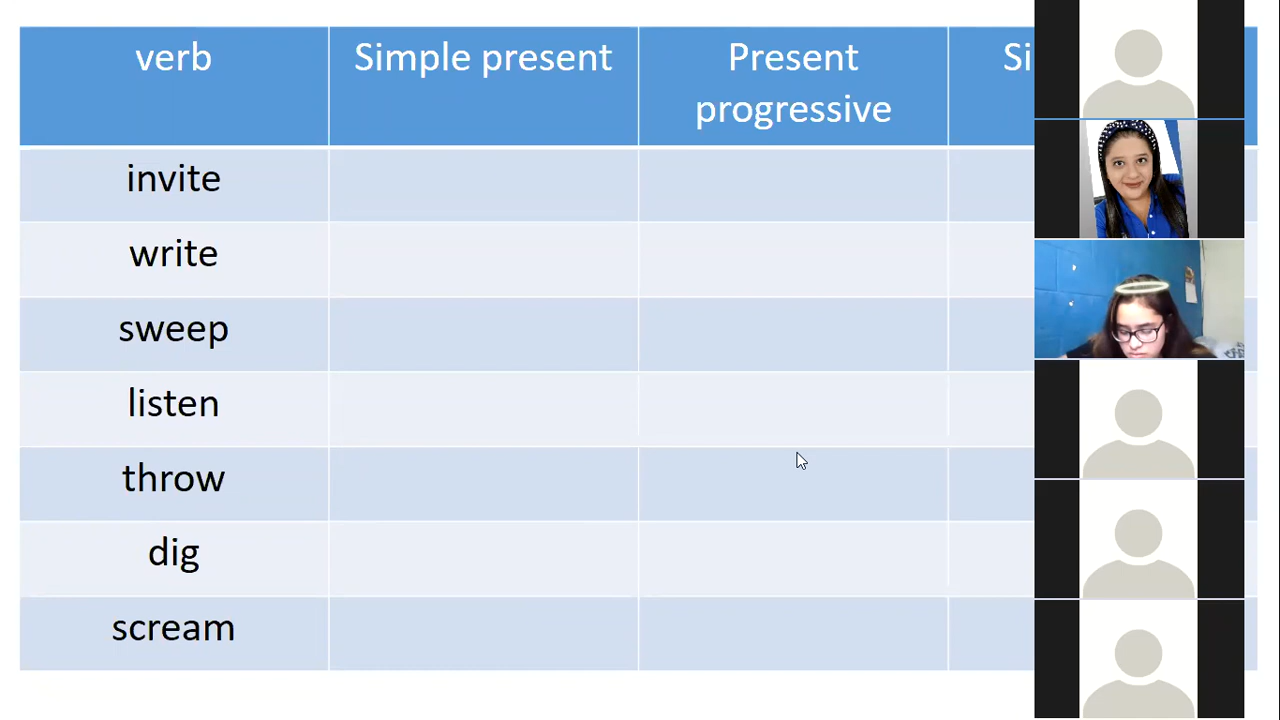 verb
Simple present
Present
progressive
invite
write
sweep
listen
throw
dig
scream